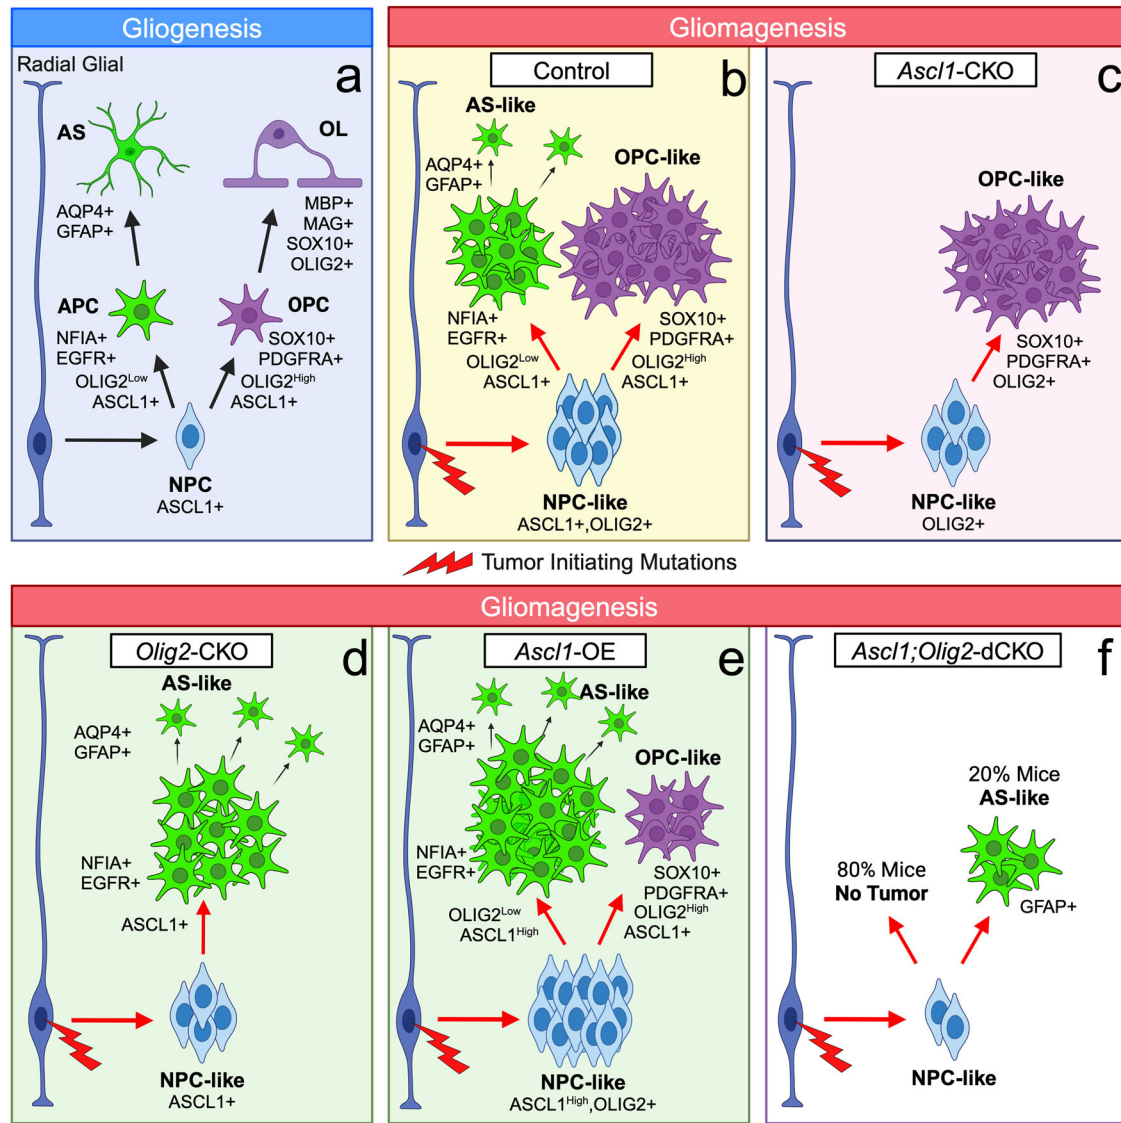 Gliogenesis
Gliomagenesis
Radial Glial
a
AS
OL
AQP4+
GFAP+
MBP+
MAG+
SOX10+
OLIG2+
APC
OPC
NFIA+
EGFR+
SOX10+
PDGFRA+
OLIG2Low
ASCL1+
OLIG2High
ASCL1+
NPC
ASCL1+
Control
b
AS-like
AQP4+
GFAP+
OPC-like
NFIA+
EGFR+
SOX10+
PDGFRA+
OLIG2Low
ASCL1+
OLIG2High
ASCL1+
NPC-like
ASCL1+,OLIG2+
Ascl1-CKO
c
OPC-like
SOX10+
PDGFRA+
OLIG2+
NPC-like
OLIG2+
Tumor Initiating Mutations
Gliomagenesis
Olig2-CKO
d
AS-like
AQP4+
GFAP+
NFIA+
EGFR+
ASCL1+
NPC-like
ASCL1+
Ascl1-OE
e
AS-like
AQP4+
GFAP+
OPC-like
NFIA+
EGFR+
SOX10+
PDGFRA+
OLIG2Low
ASCL1High
OLIG2High
ASCL1+
NPC-like
ASCL1High,OLIG2+
Ascl1;Olig2-dCKO
f
20% Mice
AS-like
80% Mice
No Tumor
GFAP+
NPC-like